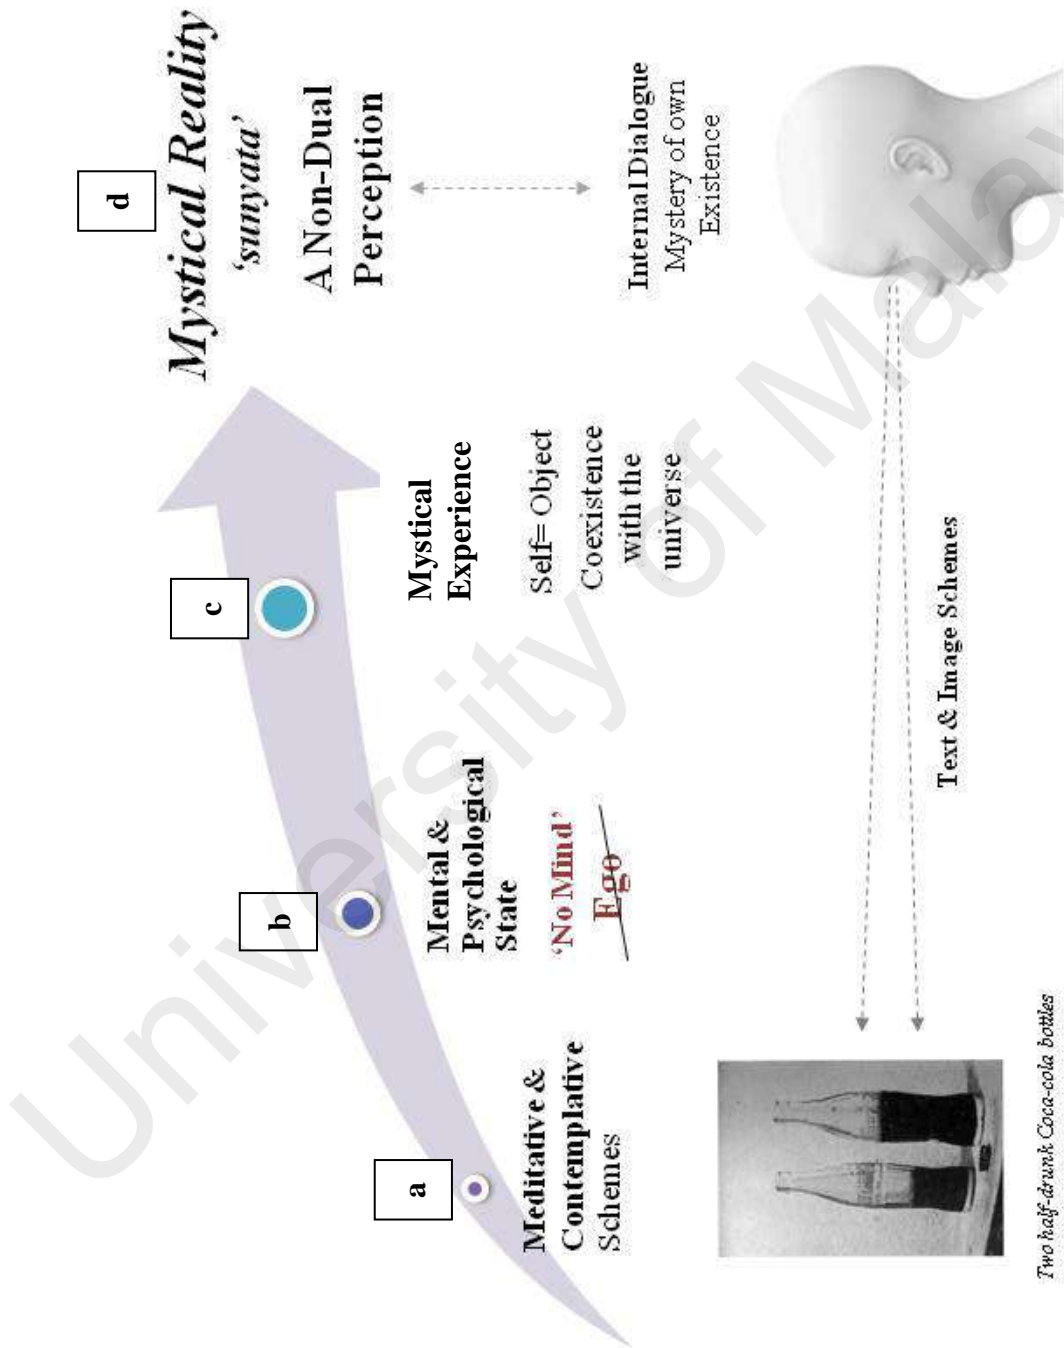 a
Meditative &
Contemplative
Schemes
b
Mental &
Psychological
State
‘No Mind’
Ego
c
Mystical
Experience
Self= Object
Coexistence
with the
universe
d
Mystical Reality
‘sunyata’
A Non-Dual
Perception
Internal Dialogue
Mystery of own
Existence
Text & Image Schemes
Two half-drunk Coca-cola bottles
University of Malay